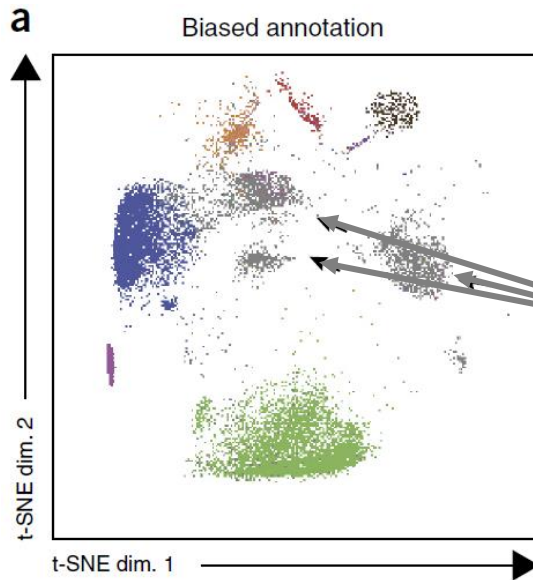 a
Biased annotation
t-SNE dim. 2
t-SNE dim. 1